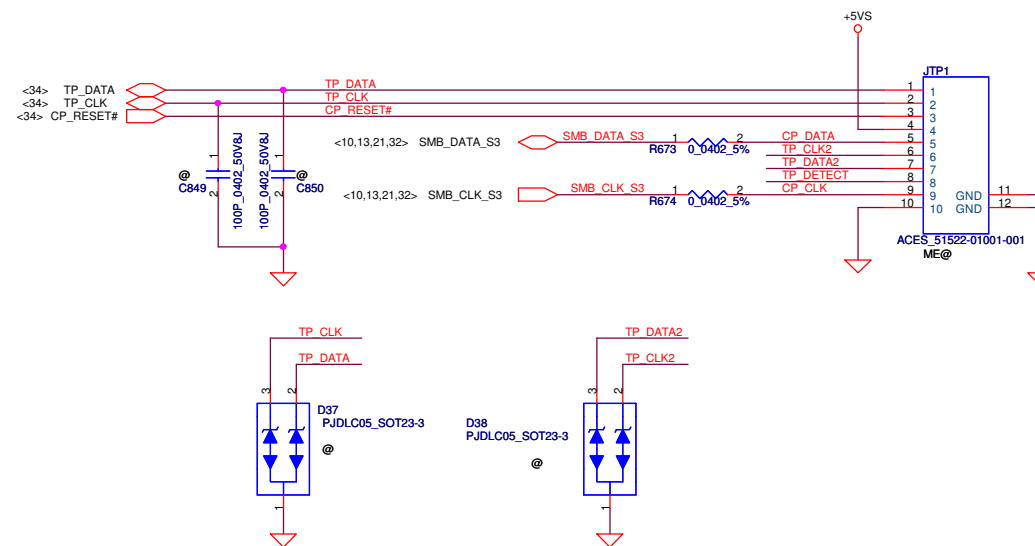 +5VS
JTP1
<34> TP_DATA TP_DATA 1 1
<34> TP_CLK TP_CLK 2 2
<34> CP_RESET# CP_RESET# 3 3
4 4
<10,13,21,32> SMB_DATA_S3 SMB_DATA_S3 1 2 CP_DATA 5 5
R673 0_0402_5%
TP_CLK2 6 6
TP_DATA2 7 7
TP_DETECT 8 8
<10,13,21,32> SMB_CLK_S3 SMB_CLK_S3 1 2 CP_CLK 9 9 GND 11
R674 0_0402_5%
10 10 GND 12
ACES_51522-01001-001
ME@
@
C849
1
2
100P_0402_50V8J
@
C850
1
2
100P_0402_50V8J
TP_CLK
TP_DATA
3 2
D37
PJDLC05_SOT23-3
@
1
TP_DATA2
TP_CLK2
3 2
D38
PJDLC05_SOT23-3
@
1